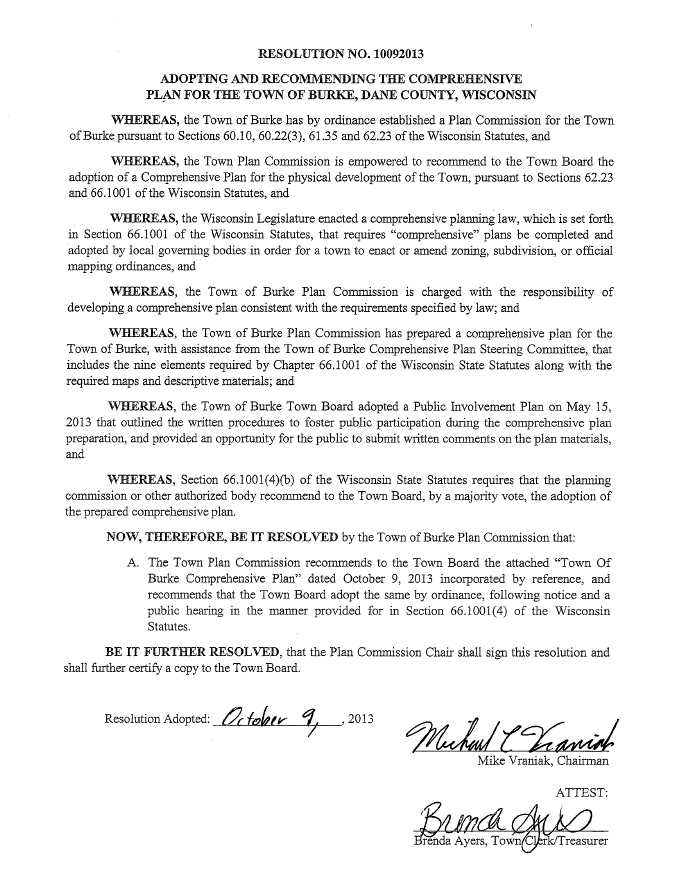 RESOLUTION NO. 10092013
ADOPTING AND RECOMMENDING THE COMPREHENSIVE
PLAN FOR THE TOWN OF BURKE, DANE COUNTY, WISCONSIN
WHEREAS, the Town of Burke has by ordinance established a Plan Commission for the Town
of Burke pursuant to Sections 60.10, 60.22(3), 61.35 and 62.23 of the Wisconsin Statutes, and
WHEREAS, the Town Plan Commission is empowered to recommend to the Town Board the
adoption of a Comprehensive Plan for the physical development of the Town, pursuant to Sections 62.23
and 66.1001 of the Wisconsin Statutes, and
WHEREAS, the Wisconsin Legislature enacted a comprehensive planning law, which is set forth
in Section 66.1001 of the Wisconsin Statutes, that requires “comprehensive” plans be completed and
adopted by local governing bodies in order for a town to enact or amend zoning, subdivision, or official
mapping ordinances, and
WHEREAS, the Town of Burke Plan Commission is charged with the responsibility of
developing a comprehensive plan consistent with the requirements specified by law; and
WHEREAS, the Town of Burke Plan Commission has prepared a comprehensive plan for the
Town of Burke, with assistance from the Town of Burke Comprehensive Plan Steering Committee, that
includes the nine elements required by Chapter 66.1001 of the Wisconsin State Statutes along with the
required maps and descriptive materials; and
WHEREAS, the Town of Burke Town Board adopted a Public Involvement Plan on May 15,
2013 that outlined the written procedures to foster public participation during the comprehensive plan
preparation, and provided an opportunity for the public to submit written comments on the plan materials,
and
WHEREAS, Section 66.1001(4)(b) of the Wisconsin State Statutes requires that the planning
commission or other authorized body recommend to the Town Board, by a majority vote, the adoption of
the prepared comprehensive plan.
NOW, THEREFORE, BE IT RESOLVED by the Town of Burke Plan Commission that:
A. The Town Plan Commission recommends to the Town Board the attached “Town Of
Burke Comprehensive Plan” dated October 9, 2013 incorporated by reference, and
recommends that the Town Board adopt the same by ordinance, following notice and a
public hearing in the manner provided for in Section 66.1001(4) of the Wisconsin
Statutes.
BE IT FURTHER RESOLVED, that the Plan Commission Chair shall sign this resolution and
shall further certify a copy to the Town Board.
Resolution Adopted: October 9, , 2013
Michael C Vraniak
Mike Vraniak, Chairman
ATTEST:
Brenda Ayers
Brenda Ayers, Town Clerk/Treasurer